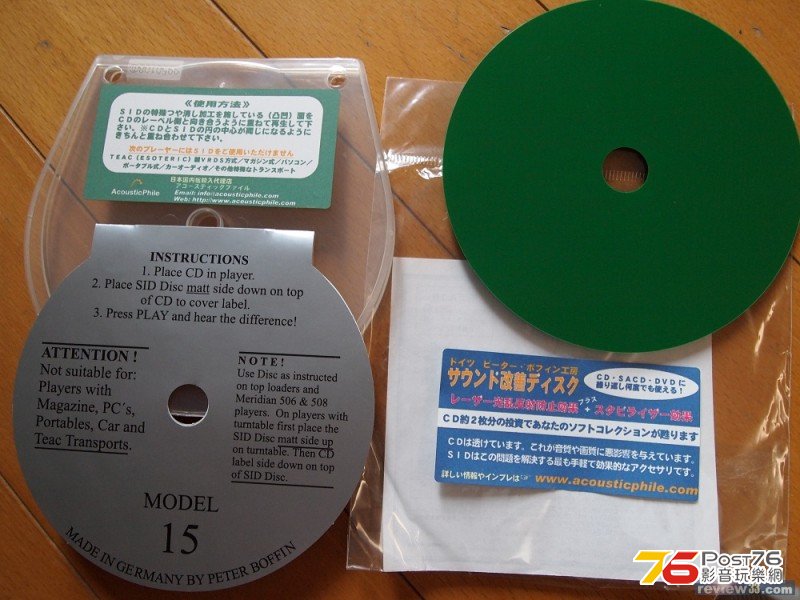 《使用方法》
SIDの特殊つや消し加工を施している（凸凹）面を
CDのレーベル側と向き合うように重ねて再生して下
さい。※CDとSIDの円の中心が同じになるように
きちんと重ね合わせて下さい。
次のプレーヤーにはSIDをご使用いただけません
TEAC (ESOTERIC) 製VRDS方式／マガジン式／パソコン／
ポータブル式／カーオーディオ／その他特殊なトランスポート
AcousticPhile
日本国内総輸入代理店
アコースティックファイル
Email: info@acousticphile.com
Web: http://www.acousticphile.com
INSTRUCTIONS
1. Place CD in player.
2. Place SID Disc matt side down on top
of CD to cover label.
3. Press PLAY and hear the difference!
ATTENTION !
Not suitable for:
Players with
Magazine, PC´s,
Portables, Car and
Teac Transports.
NOTE!
Use Disc as instructed
on top loaders and
Meridian 506 & 508
players. On players with
turntable first place the
SID Disc matt side up
on turntable. Then CD
label side down on top
of SID Disc.
MODEL
15
MADE IN GERMANY BY PETER BOFFIN
ドイツ ピーター・ボフィン工房
サウンド改善ディスク
CD・SACD・DVDに
繰り返し何度でも使える！
レーザー光乱反射防止効果 プラス + スタビライザー効果
CD約2枚分の投資であなたのソフトコレクションが甦ります
CDは透けています。これが音質や画質に悪影響を与えています。
SIDはこの問題を解決する最も手軽で効果的なアクセサリです。
詳しい情報やインプレは☞ www.acousticphile.com
76 Post76
影音玩樂網
review33.com